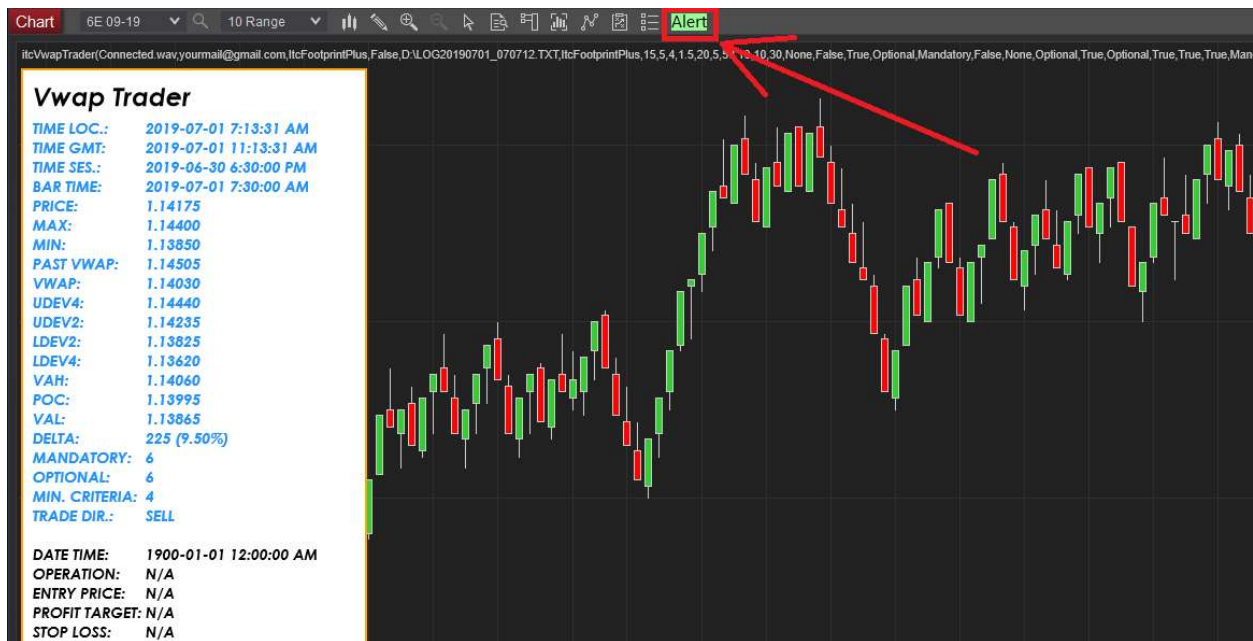 Chart 6E 09-19 10 Range Alert
itcVwapTrader(Connected.wav,yourmail@gmail.com,ItcFootprintPlus,False,D:\LOG20190701_070712.TXT,ItcFootprintPlus,15,5,4,1.5,20,5,5 10,10,30,None,False,True,Optional,Mandatory,False,None,Optional,True,Optional,True,True,True,Man
Vwap Trader
TIME LOC.: 2019-07-01 7:13:31 AM
TIME GMT: 2019-07-01 11:13:31 AM
TIME SES.: 2019-06-30 6:30:00 PM
BAR TIME: 2019-07-01 7:30:00 AM
PRICE: 1.14175
MAX: 1.14400
MIN: 1.13850
PAST VWAP: 1.14505
VWAP: 1.14030
UDEV4: 1.14440
UDEV2: 1.14235
LDEV2: 1.13825
LDEV4: 1.13620
VAH: 1.14060
POC: 1.13995
VAL: 1.13865
DELTA: 225 (9.50%)
MANDATORY: 6
OPTIONAL: 6
MIN. CRITERIA: 4
TRADE DIR.: SELL
DATE TIME: 1900-01-01 12:00:00 AM
OPERATION: N/A
ENTRY PRICE: N/A
PROFIT TARGET: N/A
STOP LOSS: N/A